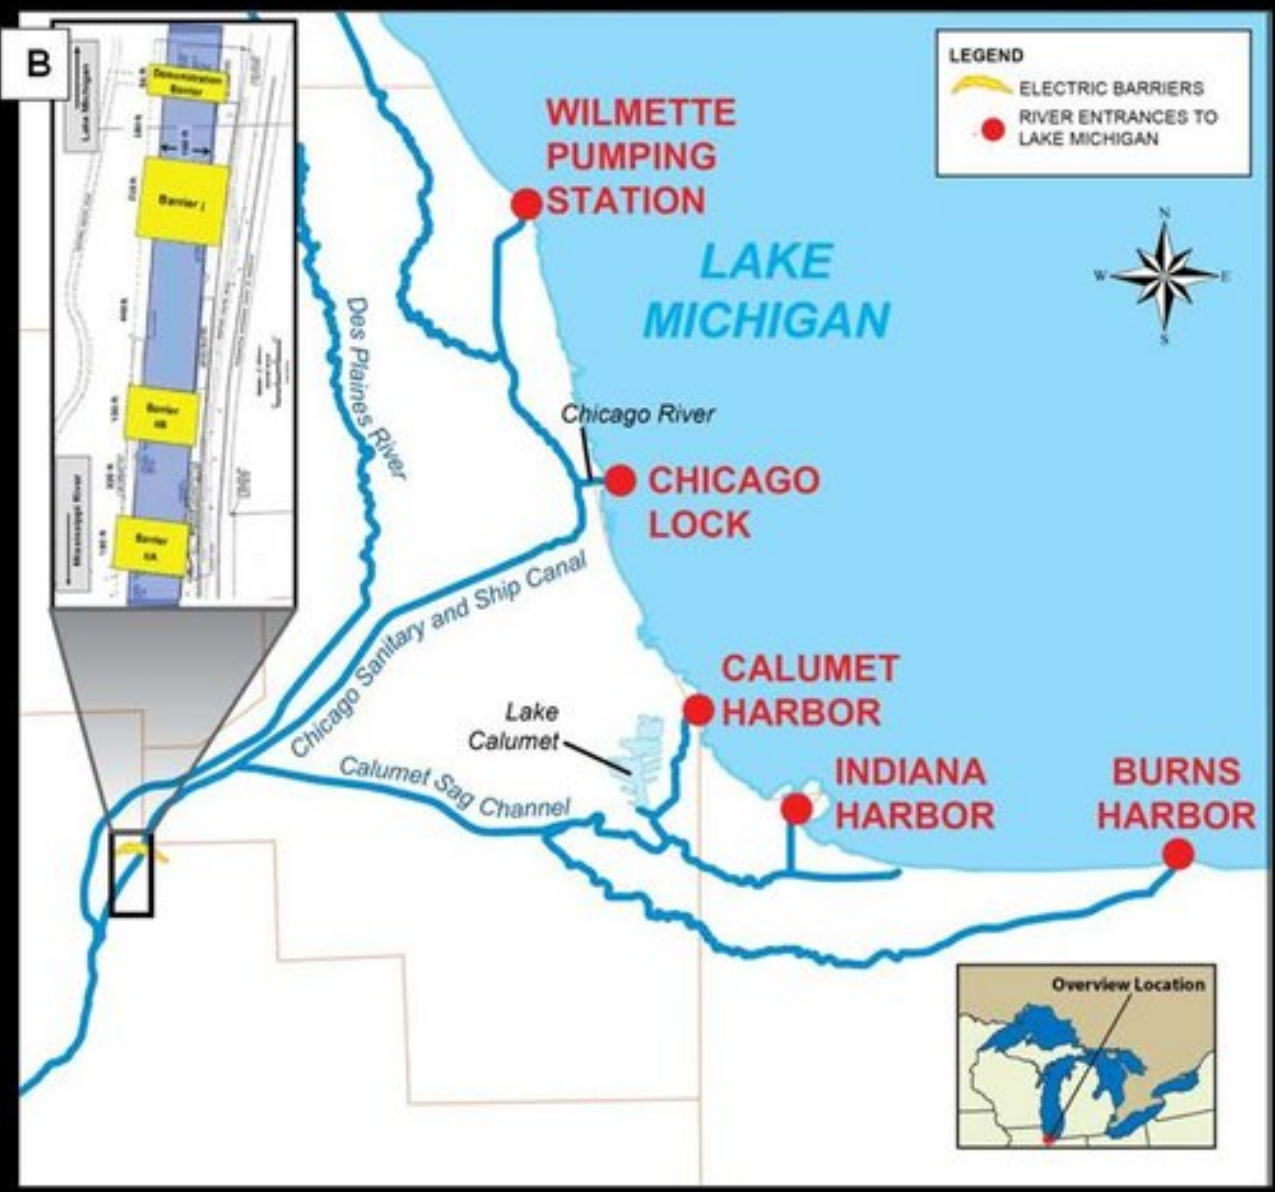 B
Lake Michigan
Demonstration
Barrier
Barrier I
Barrier
IIB
Barrier
IIA
Mississippi River
LEGEND
ELECTRIC BARRIERS
RIVER ENTRANCES TO
LAKE MICHIGAN
WILMETTE
PUMPING
STATION
LAKE
MICHIGAN
N
W
E
S
Des Plaines River
Chicago River
CHICAGO
LOCK
Chicago Sanitary and Ship Canal
CALUMET
HARBOR
Lake
Calumet
INDIANA
HARBOR
BURNS
HARBOR
Calumet Sag Channel
Overview Location